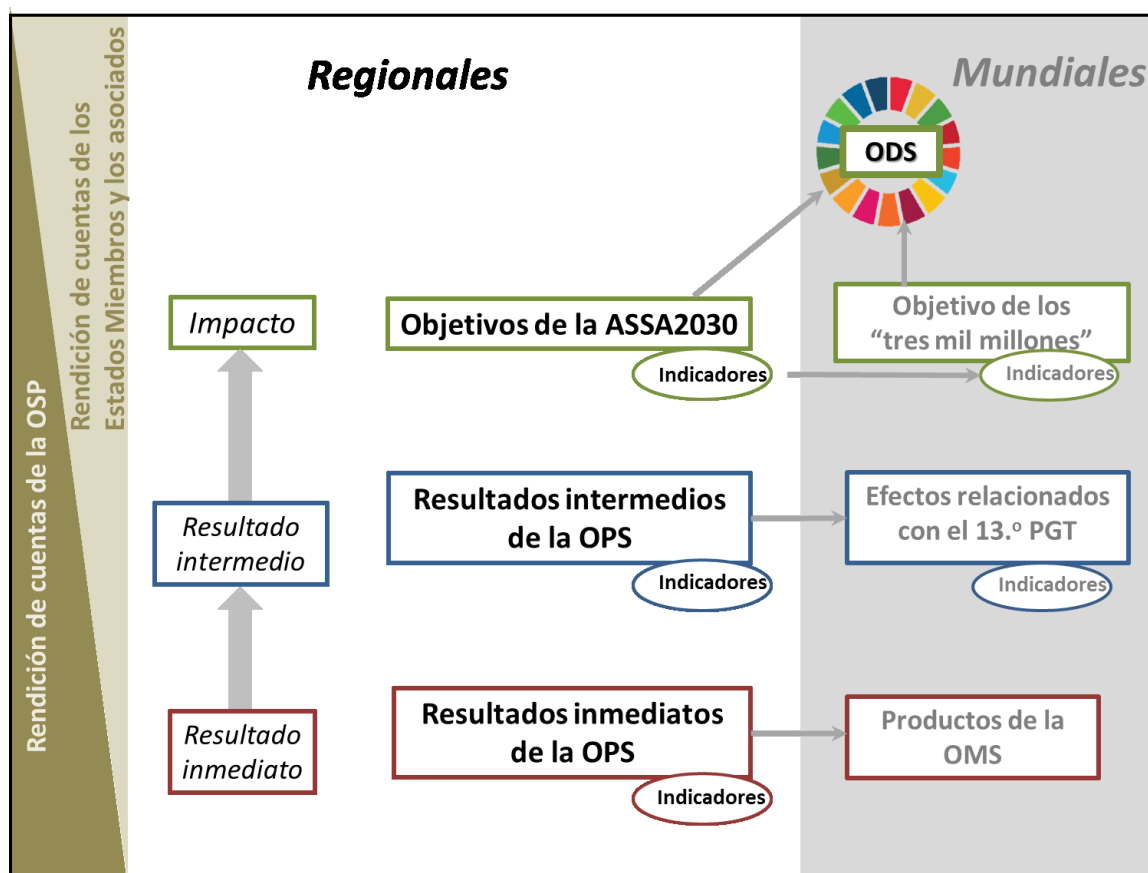 Rendición de cuentas de la OSP
Rendición de cuentas de los
Estados Miembros y los asociados
Regionales
Mundiales
ODS
Impacto
Objetivos de la ASSA2030
Indicadores
Objetivo de los
“tres mil millones”
Indicadores
Resultado
intermedio
Resultados intermedios
de la OPS
Indicadores
Efectos relacionados
con el 13.º PGT
Indicadores
Resultado
inmediato
Resultados inmediatos
de la OPS
Indicadores
Productos de la
OMS